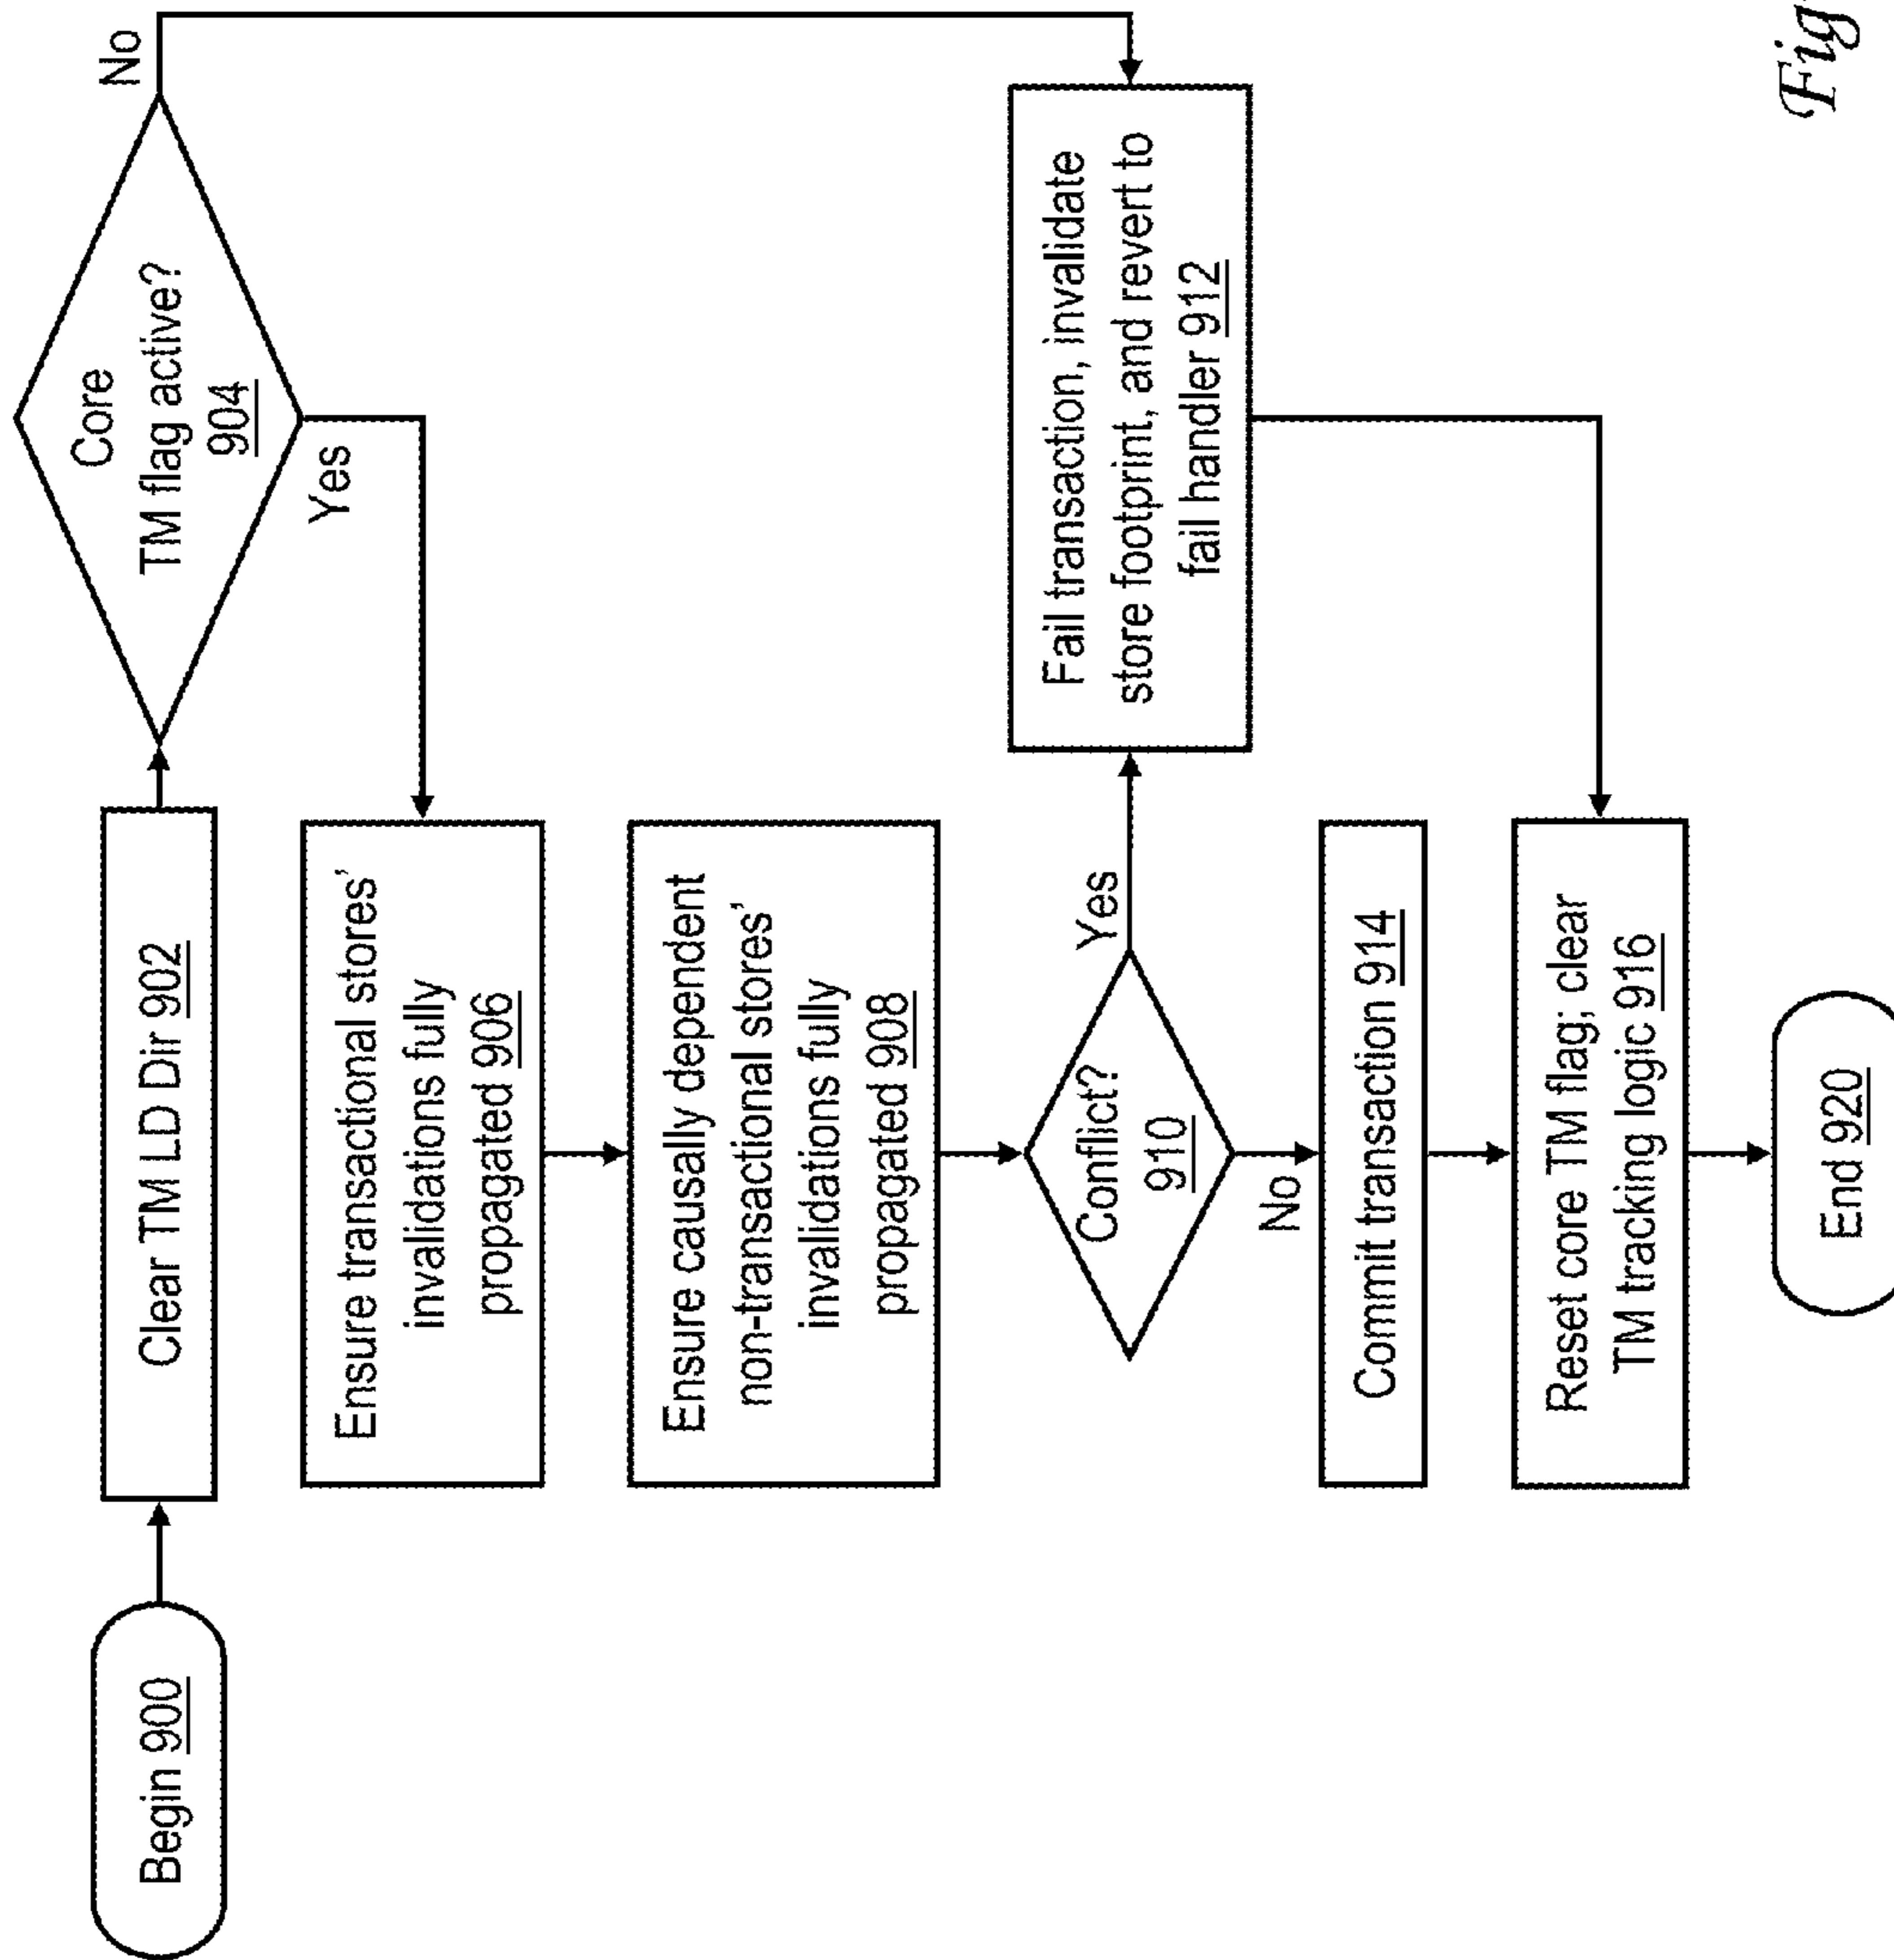 Begin 900
Clear TM LD Dir 902
Core
TM flag active?
904
No
Yes
Ensure transactional stores’
invalidations fully
propagated 906
Ensure causally dependent
non-transactional stores’
invalidations fully
propagated 908
Conflict?
910
Yes
No
Fail transaction, invalidate
store footprint, and revert to
fail handler 912
Commit transaction 914
Reset core TM flag; clear
TM tracking logic 916
End 920
Fig